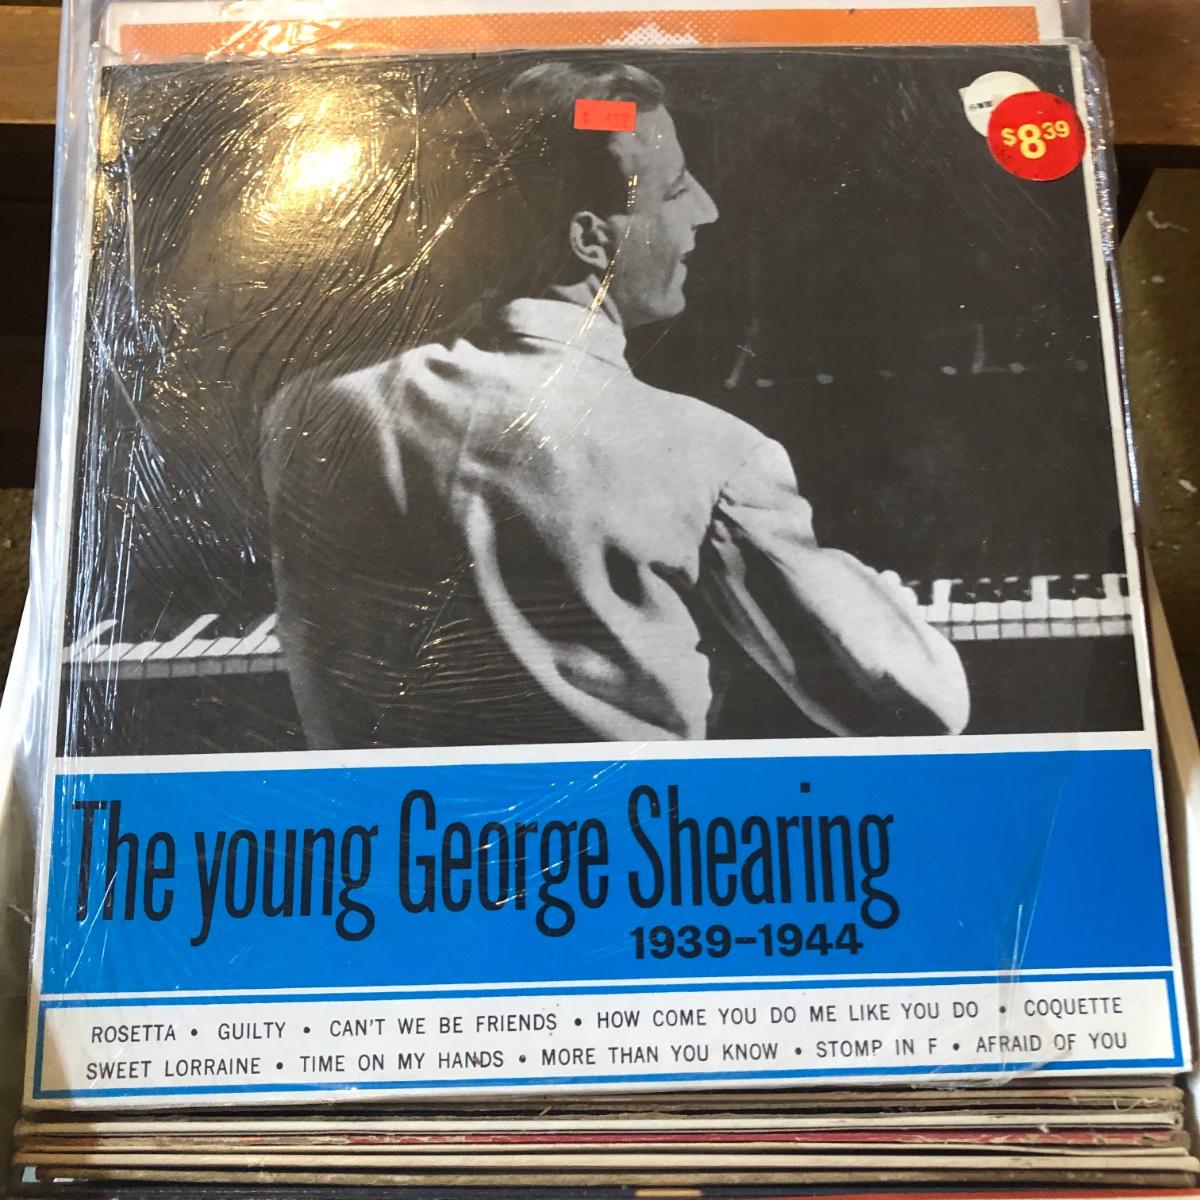 $8.39
The young George Shearing
1939-1944
ROSETTA • GUILTY • CAN'T WE BE FRIENDS • HOW COME YOU DO ME LIKE YOU DO • COQUETTE
SWEET LORRAINE • TIME ON MY HANDS • MORE THAN YOU KNOW • STOMP IN F • AFRAID OF YOU